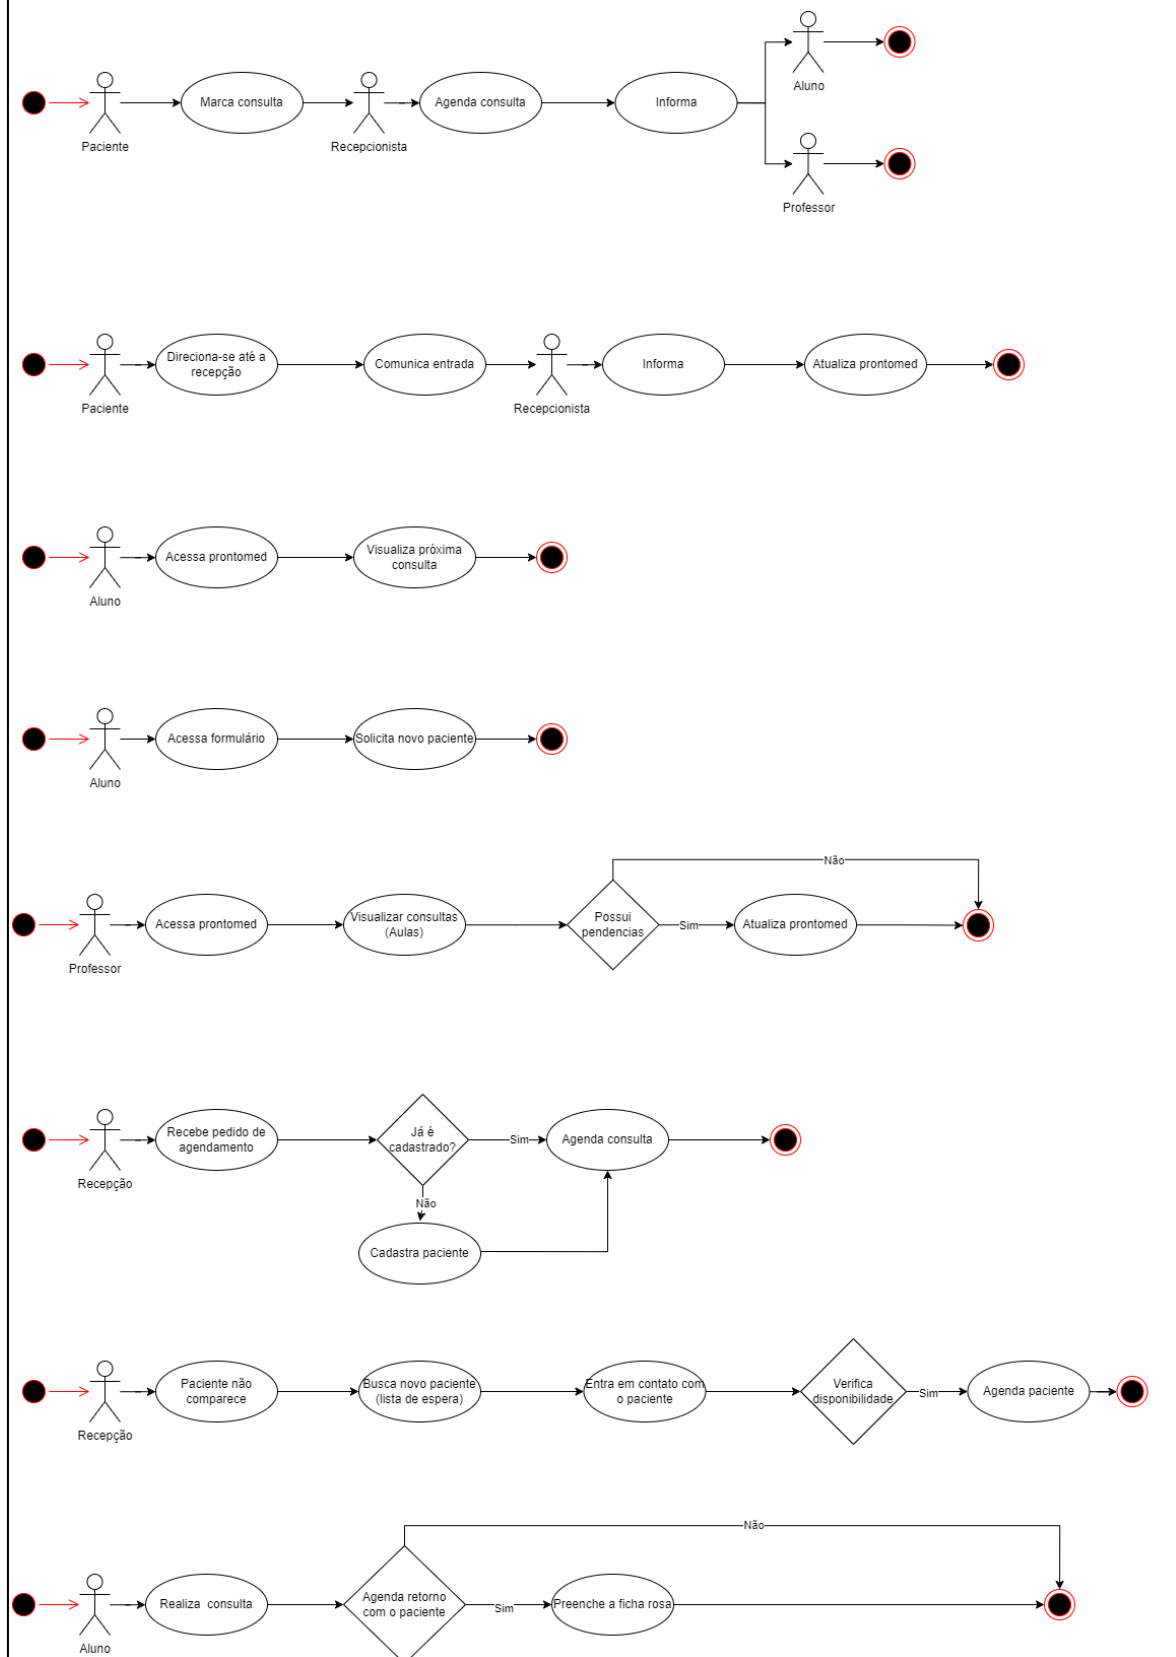 Aluno
Marca consulta
Agenda consulta
Informa
Paciente
Recepcionista
Professor
Direciona-se até a
recepção
Comunica entrada
Informa
Atualiza prontomed
Paciente
Recepcionista
Acessa prontomed
Visualiza próxima
consulta
Aluno
Acessa formulário
Solicita novo paciente
Aluno
Não
Acessa prontomed
Visualizar consultas
(Aulas)
Possui
pendencias
Sim
Atualiza prontomed
Professor
Recebe pedido de
agendamento
Já é
cadastrado?
Sim
Agenda consulta
Recepção
Não
Cadastra paciente
Paciente não
comparece
Busca novo paciente
(lista de espera)
Entra em contato com
o paciente
Verifica
disponibilidade
Sim
Agenda paciente
Recepção
Não
Realiza consulta
Agenda retorno
com o paciente
Sim
Preenche a ficha rosa
Aluno